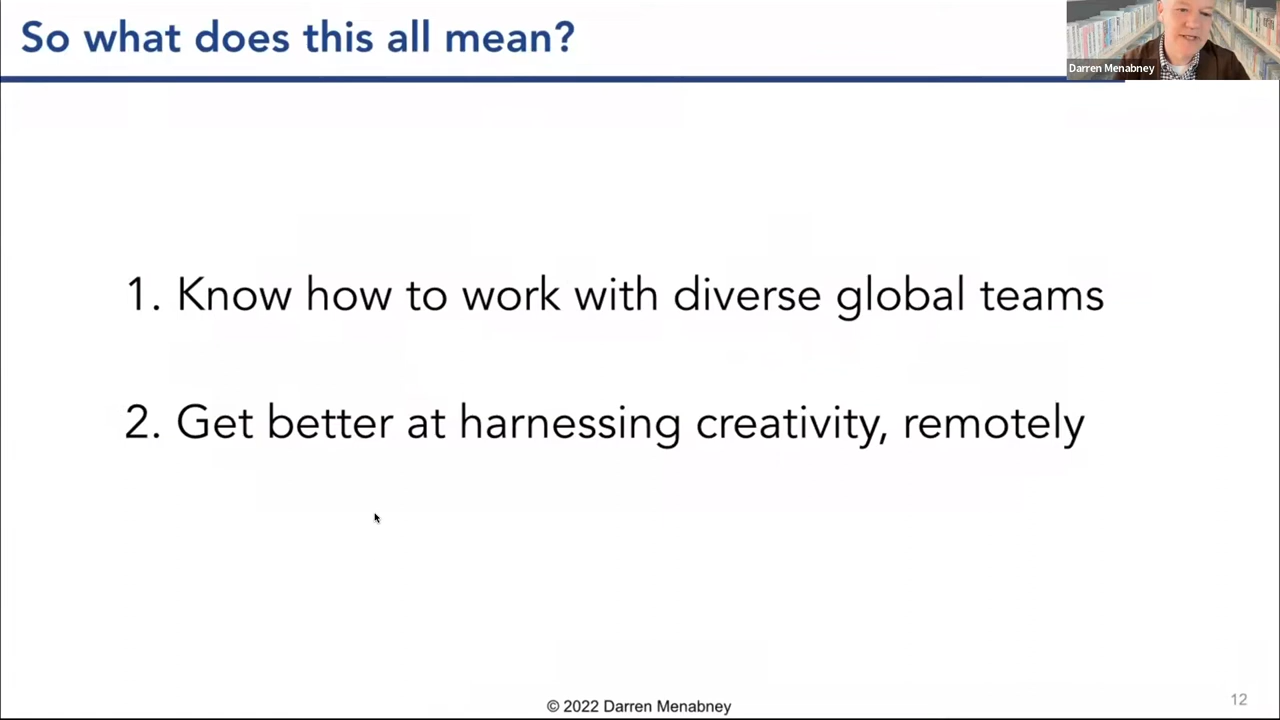 So what does this all mean?
Darren Menabney
1. Know how to work with diverse global teams
2. Get better at harnessing creativity, remotely
© 2022 Darren Menabney
12